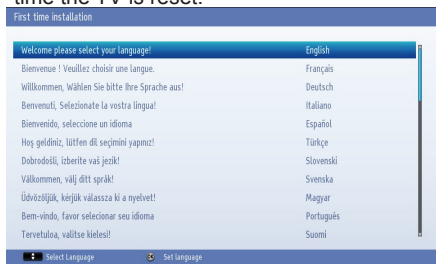 time the TV is reset.
First time installation
Welcome please select your language! English
Bienvenue ! Veuillez choisir une langue. Français
Willkommen, Wählen Sie bitte Ihre Sprache aus! Deutsch
Benvenuti, Selezionate la vostra lingua! Italiano
Bienvenido, seleccione un idioma Español
Hoş geldiniz, lütfen dil seçimini yapınız! Türkçe
Dobrodošli, izberite vaš jezik! Slovenski
Välkommen, välj ditt språk! Svenska
Üdvözöljük, kérjük válassza ki a nyelvet! Magyar
Bem-vindo, favor selecionar seu idioma Português
Tervetuloa, valitse kielesi! Suomi
Select Language OK Set language